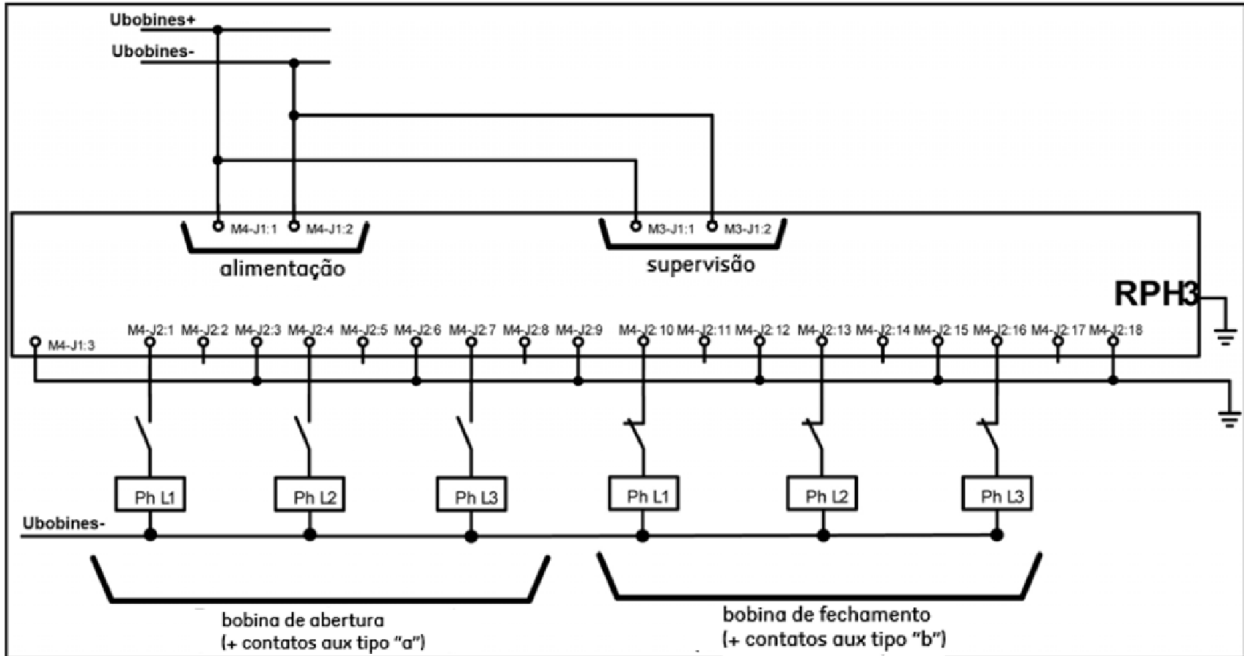 Ubobines+
Ubobines-
M4-J1:1
M4-J1:2
M3-J1:1
M3-J1:2
alimentação
supervisão
RPH3
M4-J1:3
M4-J2:1
M4-J2:2
M4-J2:3
M4-J2:4
M4-J2:5
M4-J2:6
M4-J2:7
M4-J2:8
M4-J2:9
M4-J2:10
M4-J2:11
M4-J2:12
M4-J2:13
M4-J2:14
M4-J2:15
M4-J2:16
M4-J2:17
M4-J2:18
Ph L1
Ph L2
Ph L3
Ph L1
Ph L2
Ph L3
Ubobines-
bobina de abertura
(+ contatos aux tipo "a")
bobina de fechamento
(+ contatos aux tipo "b")